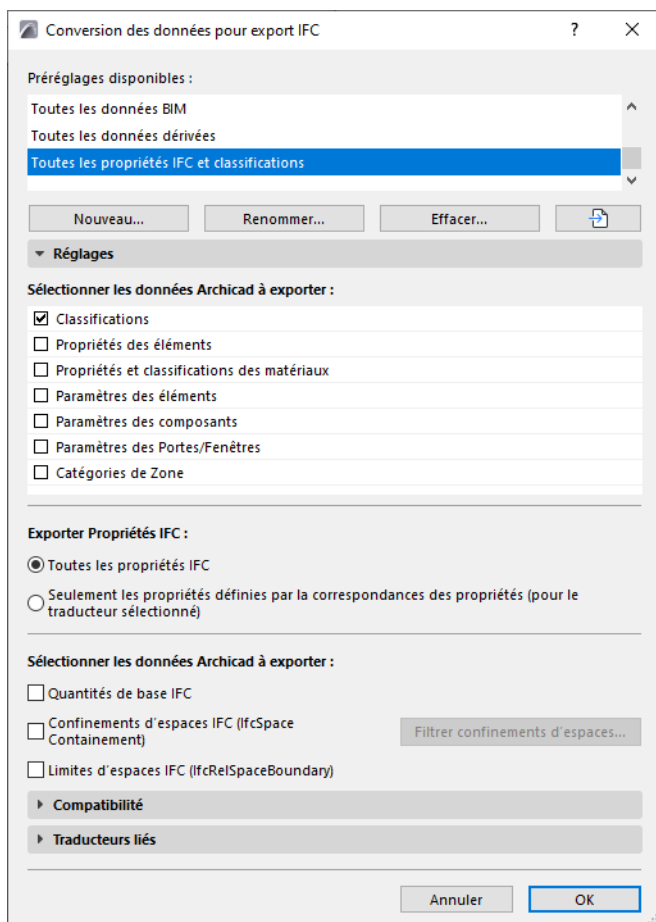 Conversion des données pour export IFC
Préréglages disponibles :
Toutes les données BIM
Toutes les données dérivées
Toutes les propriétés IFC et classifications
Nouveau...
Renommer...
Effacer...
Réglages
Sélectionner les données Archicad à exporter :
Classifications
Propriétés des éléments
Propriétés et classifications des matériaux
Paramètres des éléments
Paramètres des composants
Paramètres des Portes/Fenêtres
Catégories de Zone
Exporter Propriétés IFC :
Toutes les propriétés IFC
Seulement les propriétés définies par la correspondances des propriétés (pour le
traducteur sélectionné)
Sélectionner les données Archicad à exporter :
Quantités de base IFC
Confinements d'espaces IFC (IfcSpace
Containement)
Filtrer confinements d'espaces...
Limites d'espaces IFC (IfcRelSpaceBoundary)
Compatibilité
Traducteurs liés
Annuler
OK